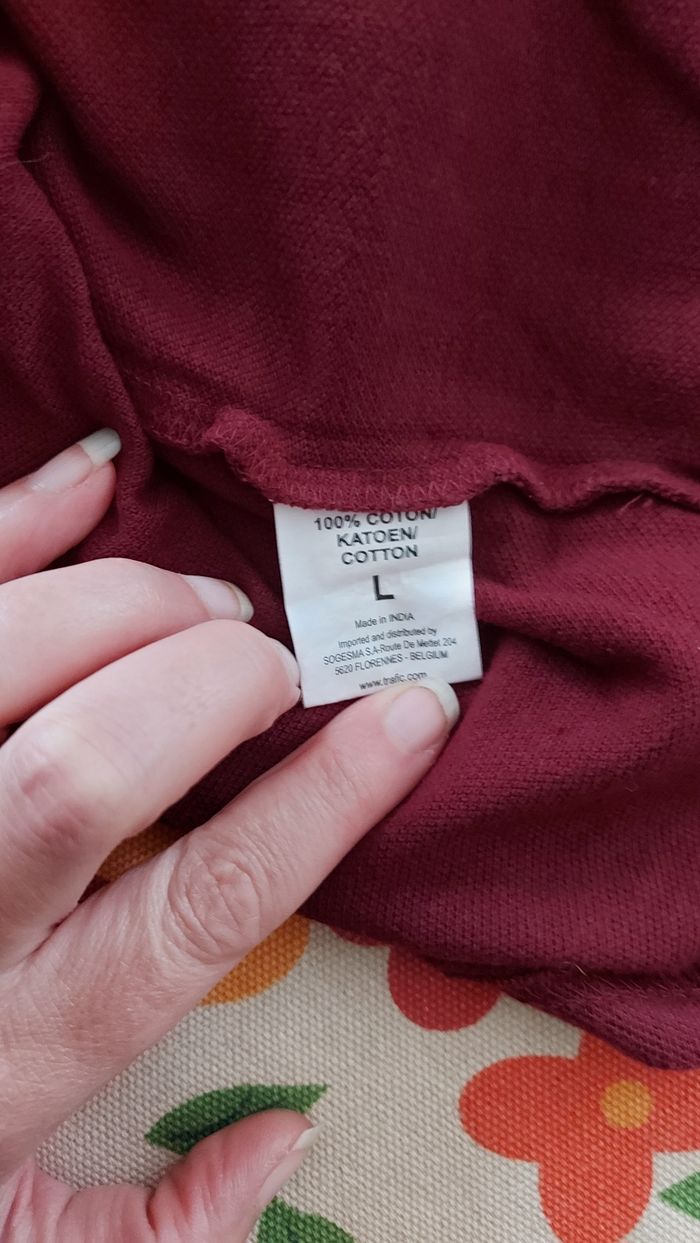 100% COTON/
KATOEN/
COTTON
L
Made in INDIA
Imported and distributed by
SOGESMA S.A-Route De Mettet, 204
5620 FLORENNES - BELGIUM
www.trafic.com